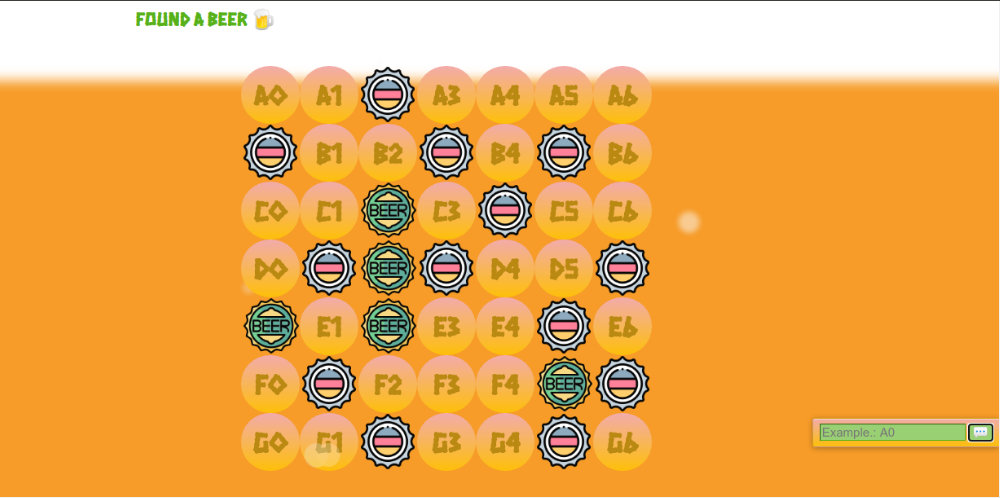 FOUND A BEER 🍺
A0 A1 A3 A4 A5 A6
B1 B2 B4 B6
C0 C1 BEER C3 C5 C6
D0 BEER D4 D5
BEER E1 BEER E3 E4 E6
F0 F2 F3 F4 BEER
G0 G1 G3 G4 G6
Example.: A0 💬